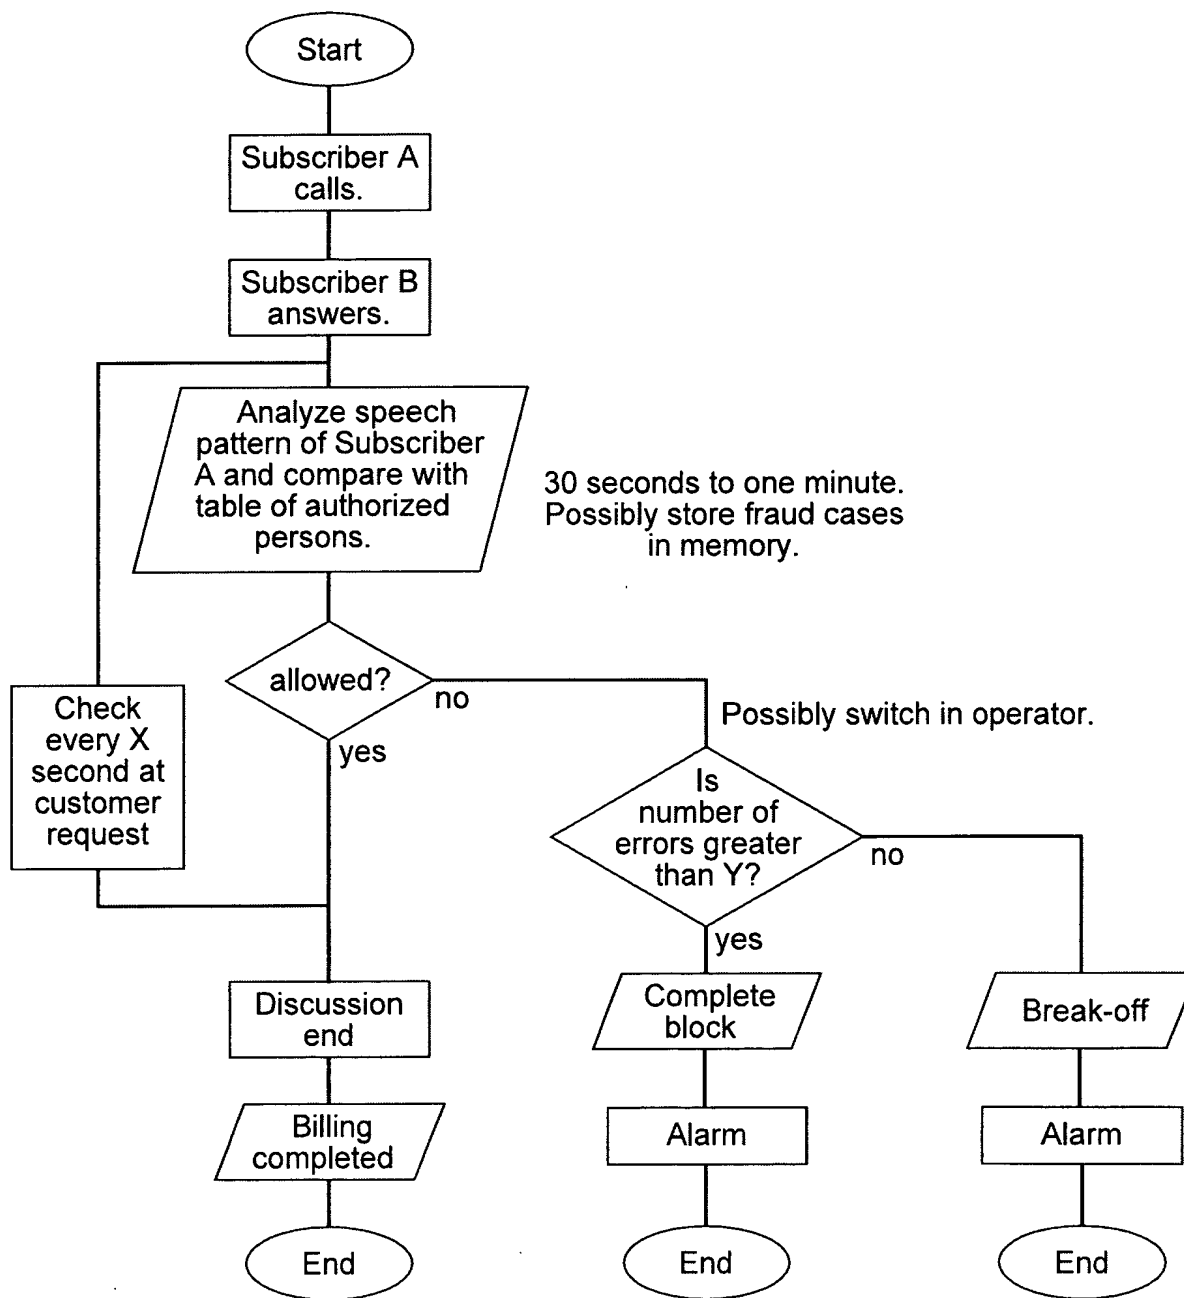 Start
Subscriber A
calls.
Subscriber B
answers.
Analyze speech
pattern of Subscriber
A and compare with
table of authorized
persons.
30 seconds to one minute.
Possibly store fraud cases
in memory.
allowed?
no
yes
Check
every X
second at
customer
request
Possibly switch in operator.
Is
number of
errors greater
than Y?
no
yes
Discussion
end
Complete
block
Break-off
Billing
completed
Alarm
Alarm
End
End
End